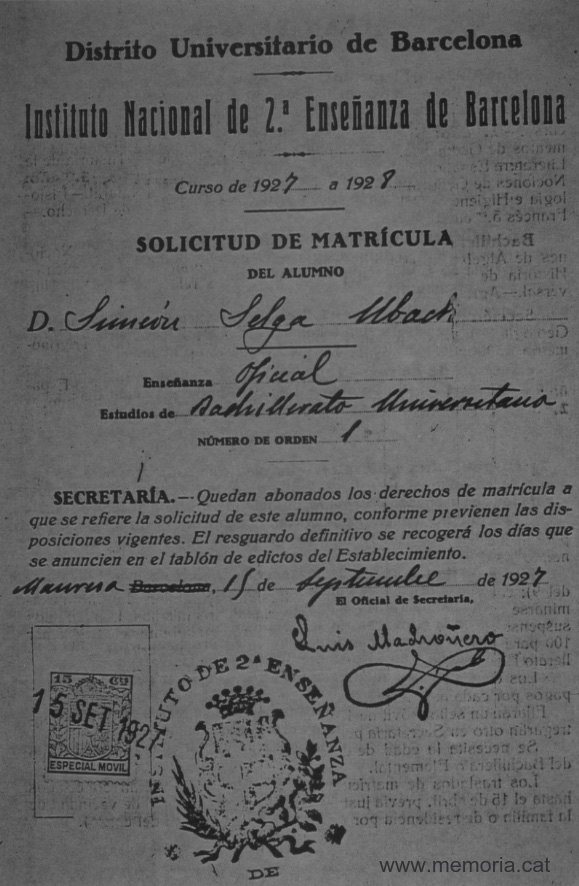 Distrito Universitario de Barcelona
Instituto Nacional de 2.ª Enseñanza de Barcelona
Curso de 1927 a 1928
SOLICITUD DE MATRÍCULA
DEL ALUMNO
D. Simeón Selga Ubach
Enseñanza Oficial
Estudios de Bachillerato Universitario
NÚMERO DE ORDEN 1
SECRETARÍA.— Quedan abonados los derechos de matrícula a
que se refiere la solicitud de este alumno, conforme previenen las dis-
posiciones vigentes. El resguardo definitivo se recogerá los días que
se anuncien en el tablón de edictos del Establecimiento.
Manresa Barcelona, 15 de Septiembre de 1927
El Oficial de Secretaría,
Luis Madroñero
15 CTS
15 SET 1927
ESPECIAL MOVIL
INSTITUTO DE 2ª ENSEÑANZA
DE
www.memoria.cat